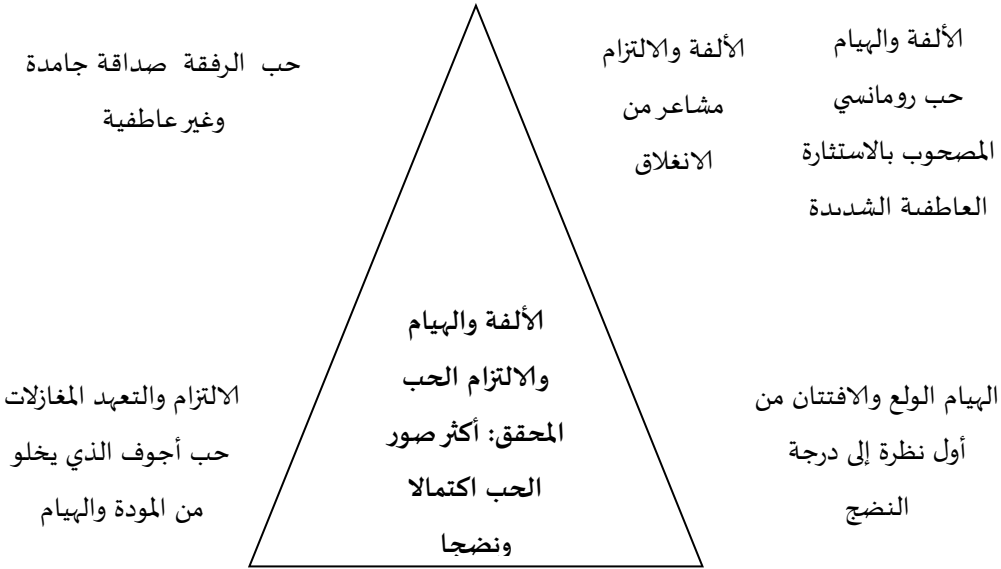 الألفة والهيام
حب رومانسي
المصحوب بالاستثارة
العاطفية الشديدة
الألفة والالتزام
مشاعر من
الانغلاق
حب الرفقة صداقة جامدة
وغير عاطفية
الألفة والهيام
والالتزام الحب
المحقق: أكثر صور
الحب اكتمالا
ونضجا
الهيام الولع والافتتان من
أول نظرة إلى درجة
النضج
الالتزام والتعهد المغازلات
حب أجوف الذي يخلو
من المودة والهيام